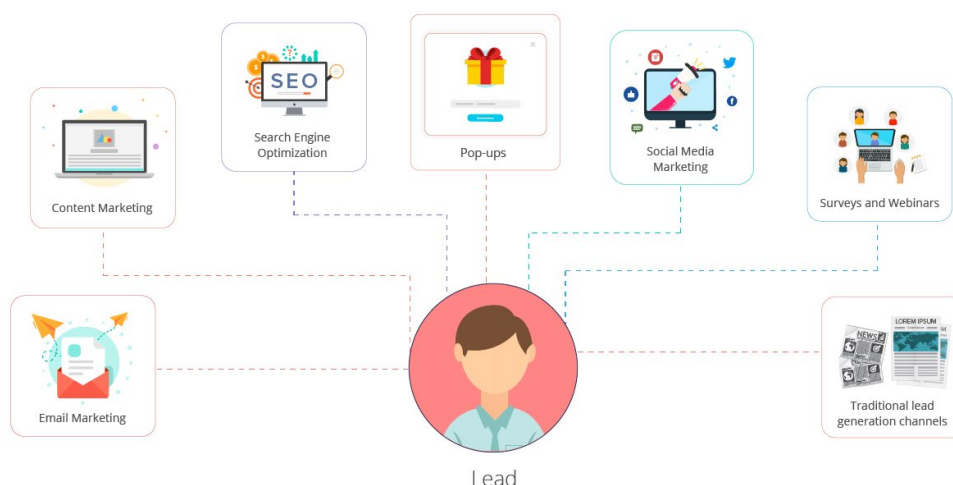 SEO
Search Engine
Optimization
Pop-ups
Social Media
Marketing
Content Marketing
Surveys and Webinars
Email Marketing
NEWS
LOREM IPSUM
Traditional lead
generation channels
Lead